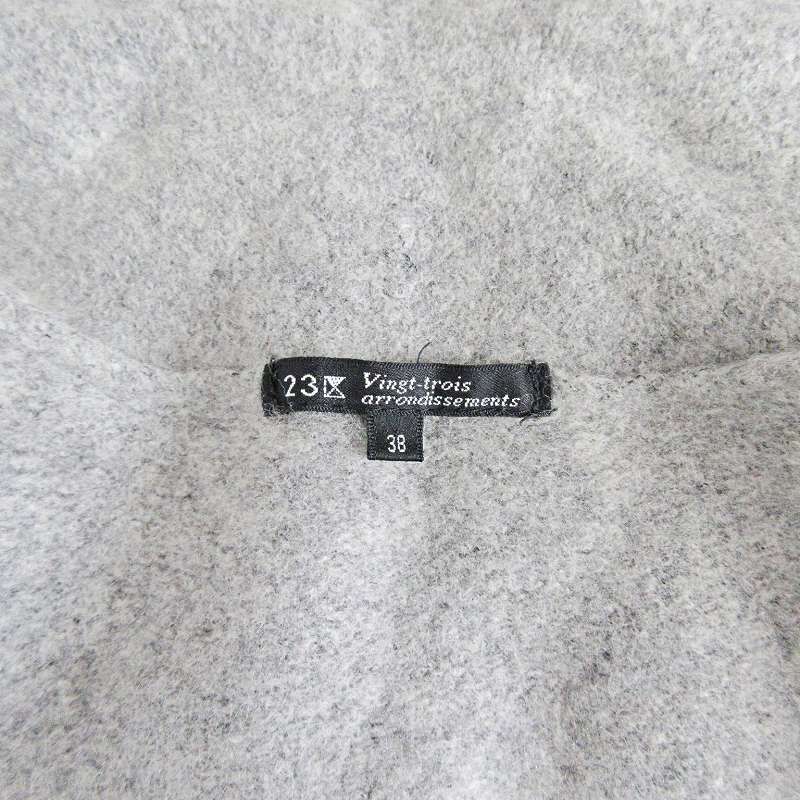 23区 Vingt-trois
arrondissements
38